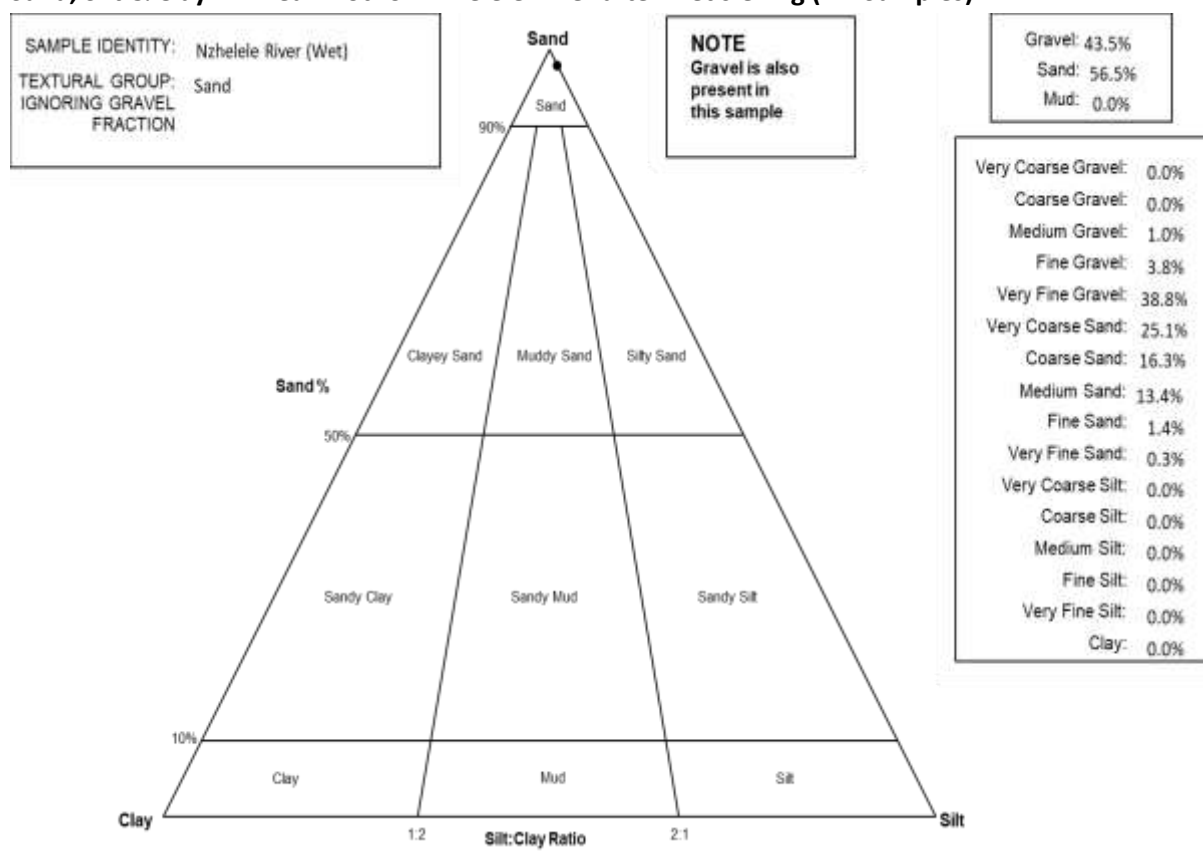 SAMPLE IDENTITY: Nzhelele River (Wet)
TEXTURAL GROUP: Sand
IGNORING GRAVEL
FRACTION
Sand
NOTE
Gravel is also
present in
this sample
Gravel: 43.5%
Sand: 56.5%
Mud: 0.0%
Sand
90%
Clayey Sand
Muddy Sand
Silty Sand
Sand %
50%
Sandy Clay
Sandy Mud
Sandy Silt
10%
Clay
Mud
Silt
Clay
Silt
1:2
Silt:Clay Ratio
2:1
Very Coarse Gravel: 0.0%
Coarse Gravel: 0.0%
Medium Gravel: 1.0%
Fine Gravel: 3.8%
Very Fine Gravel: 38.8%
Very Coarse Sand: 25.1%
Coarse Sand: 16.3%
Medium Sand: 13.4%
Fine Sand: 1.4%
Very Fine Sand: 0.3%
Very Coarse Silt: 0.0%
Coarse Silt: 0.0%
Medium Silt: 0.0%
Fine Silt: 0.0%
Very Fine Silt: 0.0%
Clay: 0.0%